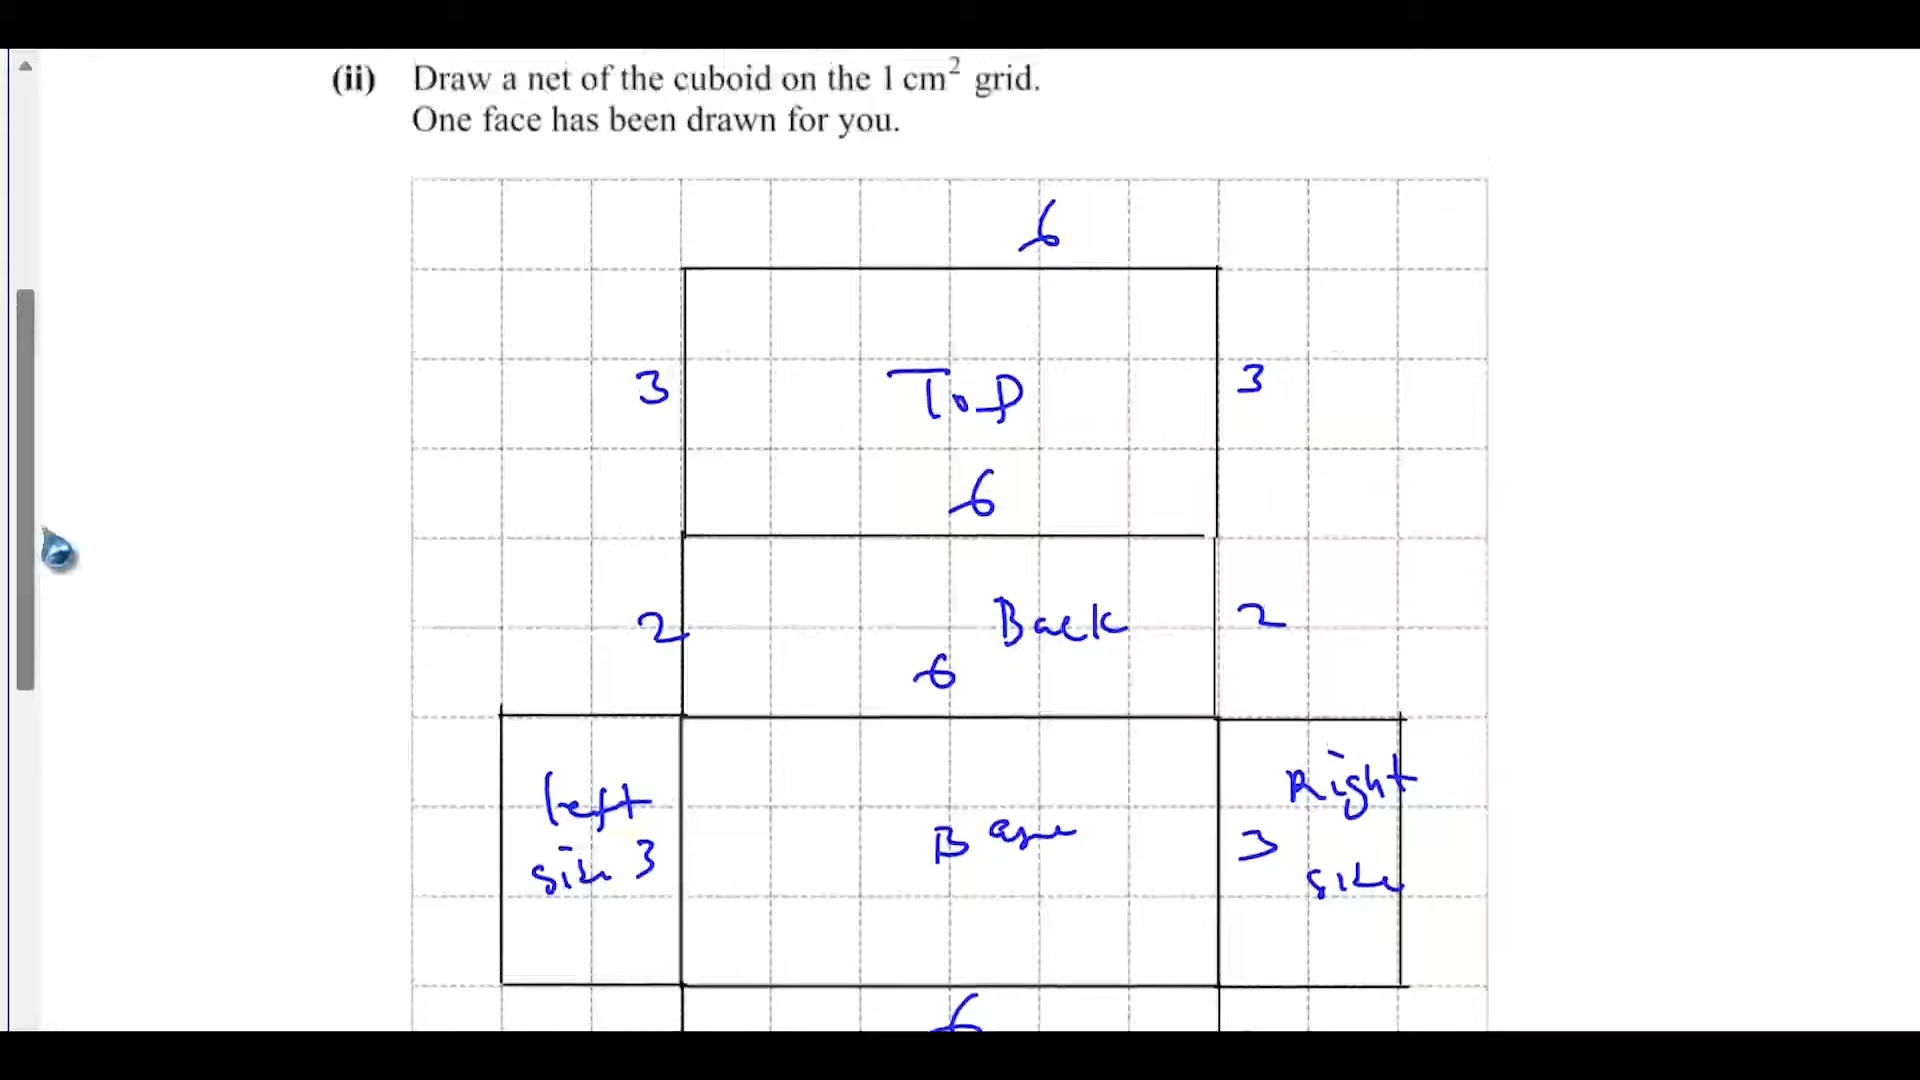 (ii) Draw a net of the cuboid on the 1 cm² grid.
One face has been drawn for you.
6
3 Top 3
6
2 Back 2
6
left Right
Base
side 3 3 side
6